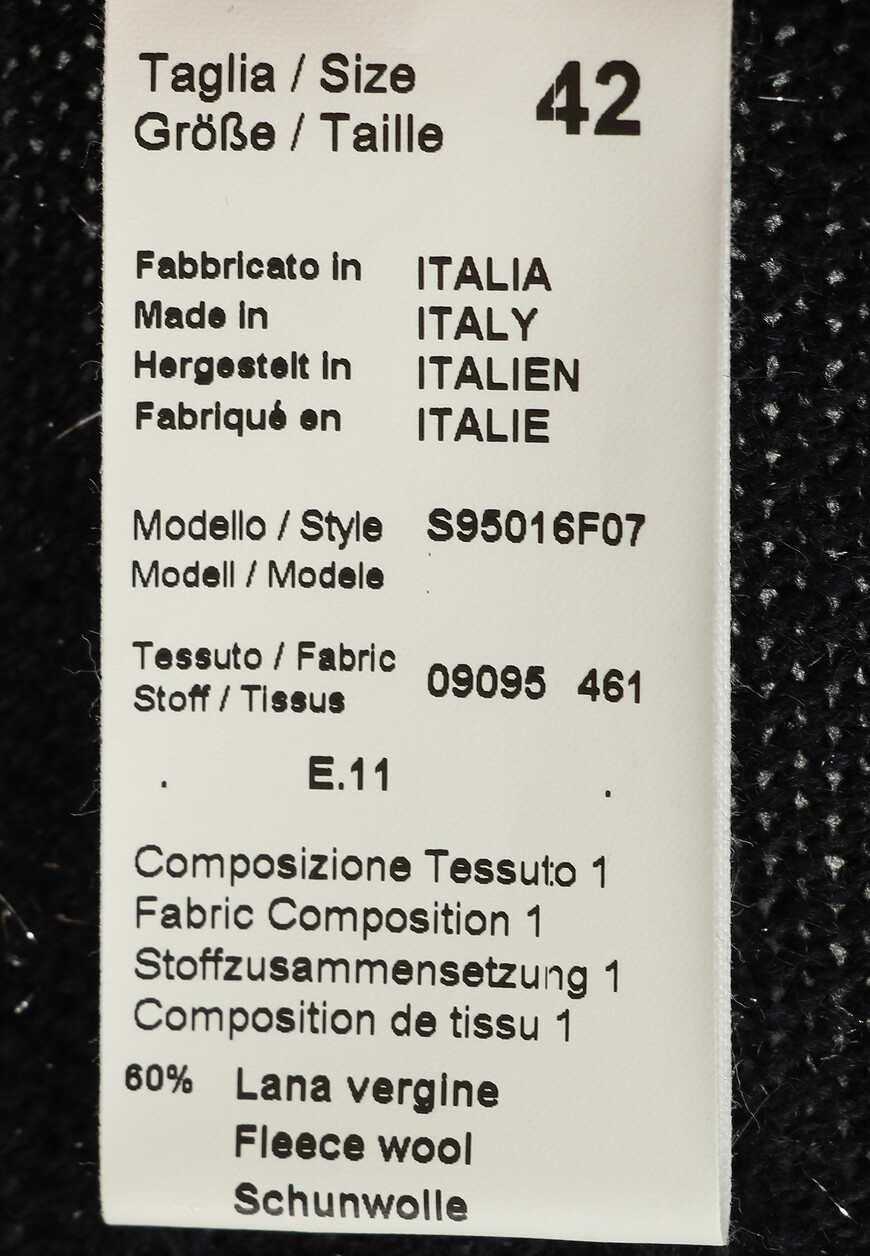 Taglia / Size 42
Größe / Taille
Fabbricato in ITALIA
Made in ITALY
Hergestelt in ITALIEN
Fabriqué en ITALIE
Modello / Style S95016F07
Modell / Modele
Tessuto / Fabric 09095 461
Stoff / Tissus
. E.11 .
Composizione Tessuto 1
Fabric Composition 1
Stoffzusammensetzung 1
Composition de tissu 1
60% Lana vergine
Fleece wool
Schunwolle